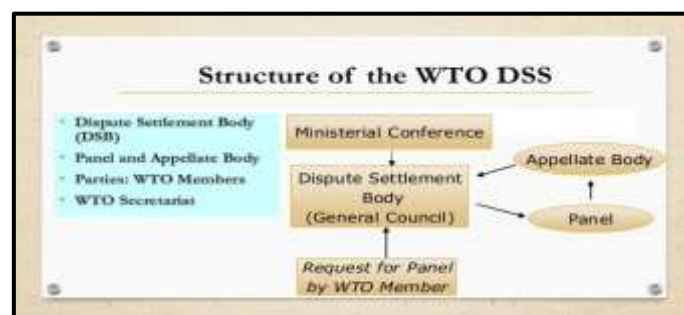 Structure of the WTO DSS
• Dispute Settlement Body
(DSB)
• Panel and Appellate Body
• Parties: WTO Members
• WTO Secretariat
Ministerial Conference
Dispute Settlement
Body
(General Council)
Request for Panel
by WTO Member
Appellate Body
Panel